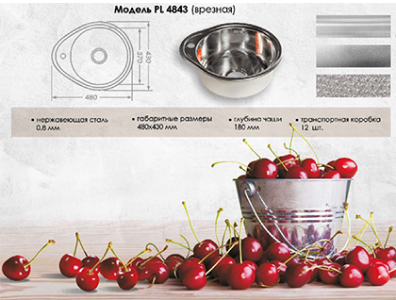 Модель PL 4843 (врезная)
370
430
480
• нержавеющая сталь
0,8 мм
• габаритные размеры
480х430 мм
• глубина чаши
180 мм
• транспортная коробка
12 шт.